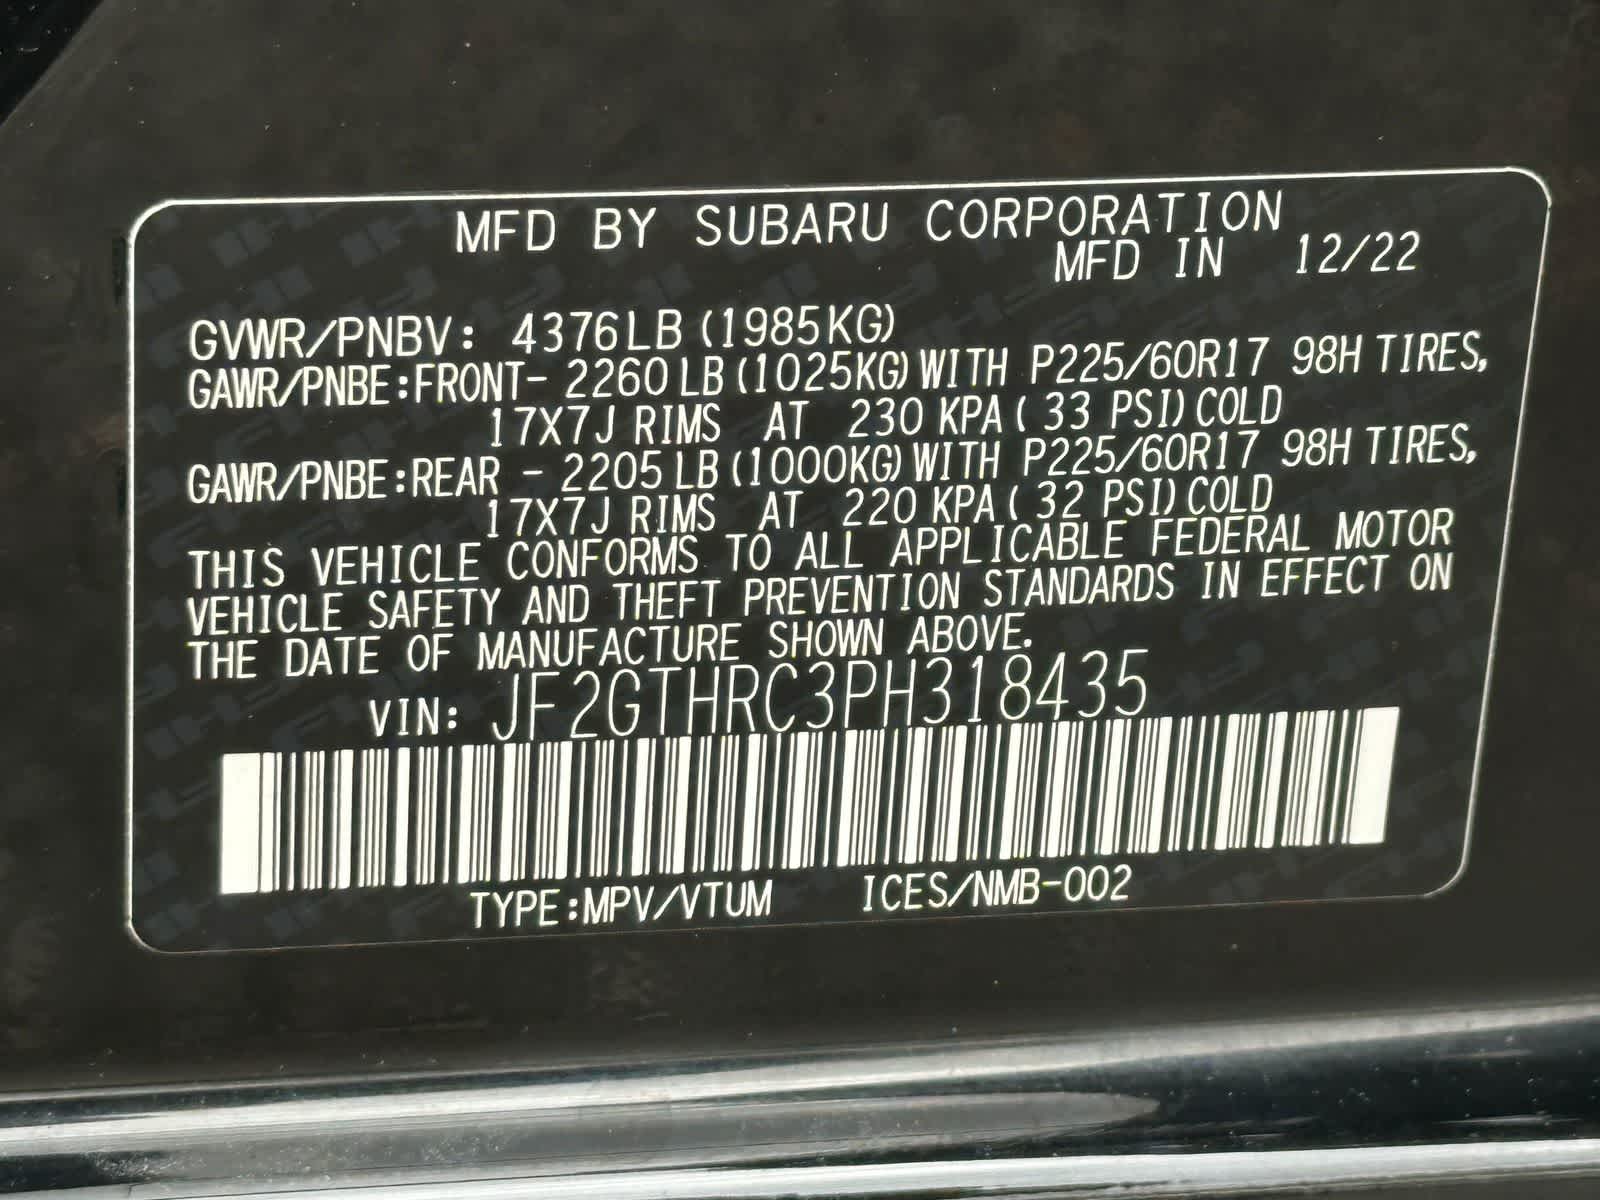 MFD BY SUBARU CORPORATION
MFD IN 12/22
GVWR/PNBV: 4376LB (1985KG)
GAWR/PNBE:FRONT- 2260 LB (1025KG) WITH P225/60R17 98H TIRES,
17X7J RIMS AT 230 KPA ( 33 PSI) COLD
GAWR/PNBE:REAR - 2205 LB (1000KG) WITH P225/60R17 98H TIRES,
17X7J RIMS AT 220 KPA ( 32 PSI) COLD
THIS VEHICLE CONFORMS TO ALL APPLICABLE FEDERAL MOTOR
VEHICLE SAFETY AND THEFT PREVENTION STANDARDS IN EFFECT ON
THE DATE OF MANUFACTURE SHOWN ABOVE.
VIN: JF2GTHRC3PH318435
TYPE:MPV/VTUM ICES/NMB-002